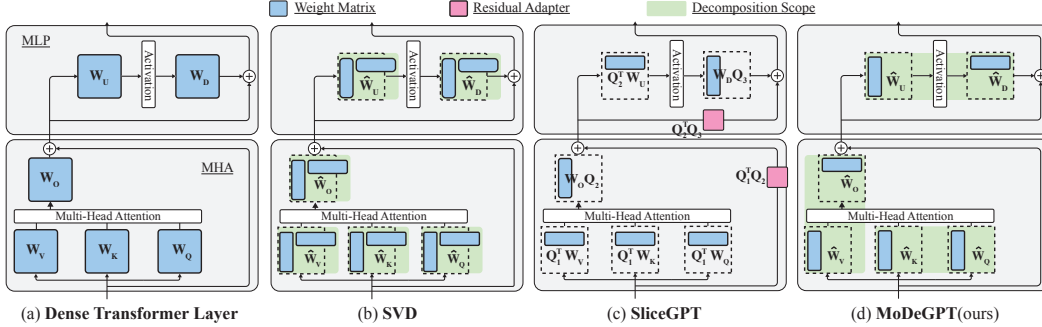 Weight Matrix Residual Adapter Decomposition Scope
MLP
W_U Activation W_D
MHA
W_O
Multi-Head Attention
W_V W_K W_Q
(a) Dense Transformer Layer
Ŵ_U Activation Ŵ_D
Ŵ_O
Multi-Head Attention
Ŵ_V Ŵ_K Ŵ_Q
(b) SVD
Q_2^T W_U Activation W_D Q_3
Q_2^T Q_3
W_O Q_2 Q_1^T Q_2
Multi-Head Attention
Q_1^T W_V Q_1^T W_K Q_1^T W_Q
(c) SliceGPT
Ŵ_U Activation Ŵ_D
Ŵ_O
Multi-Head Attention
Ŵ_V Ŵ_K Ŵ_Q
(d) MoDeGPT(ours)